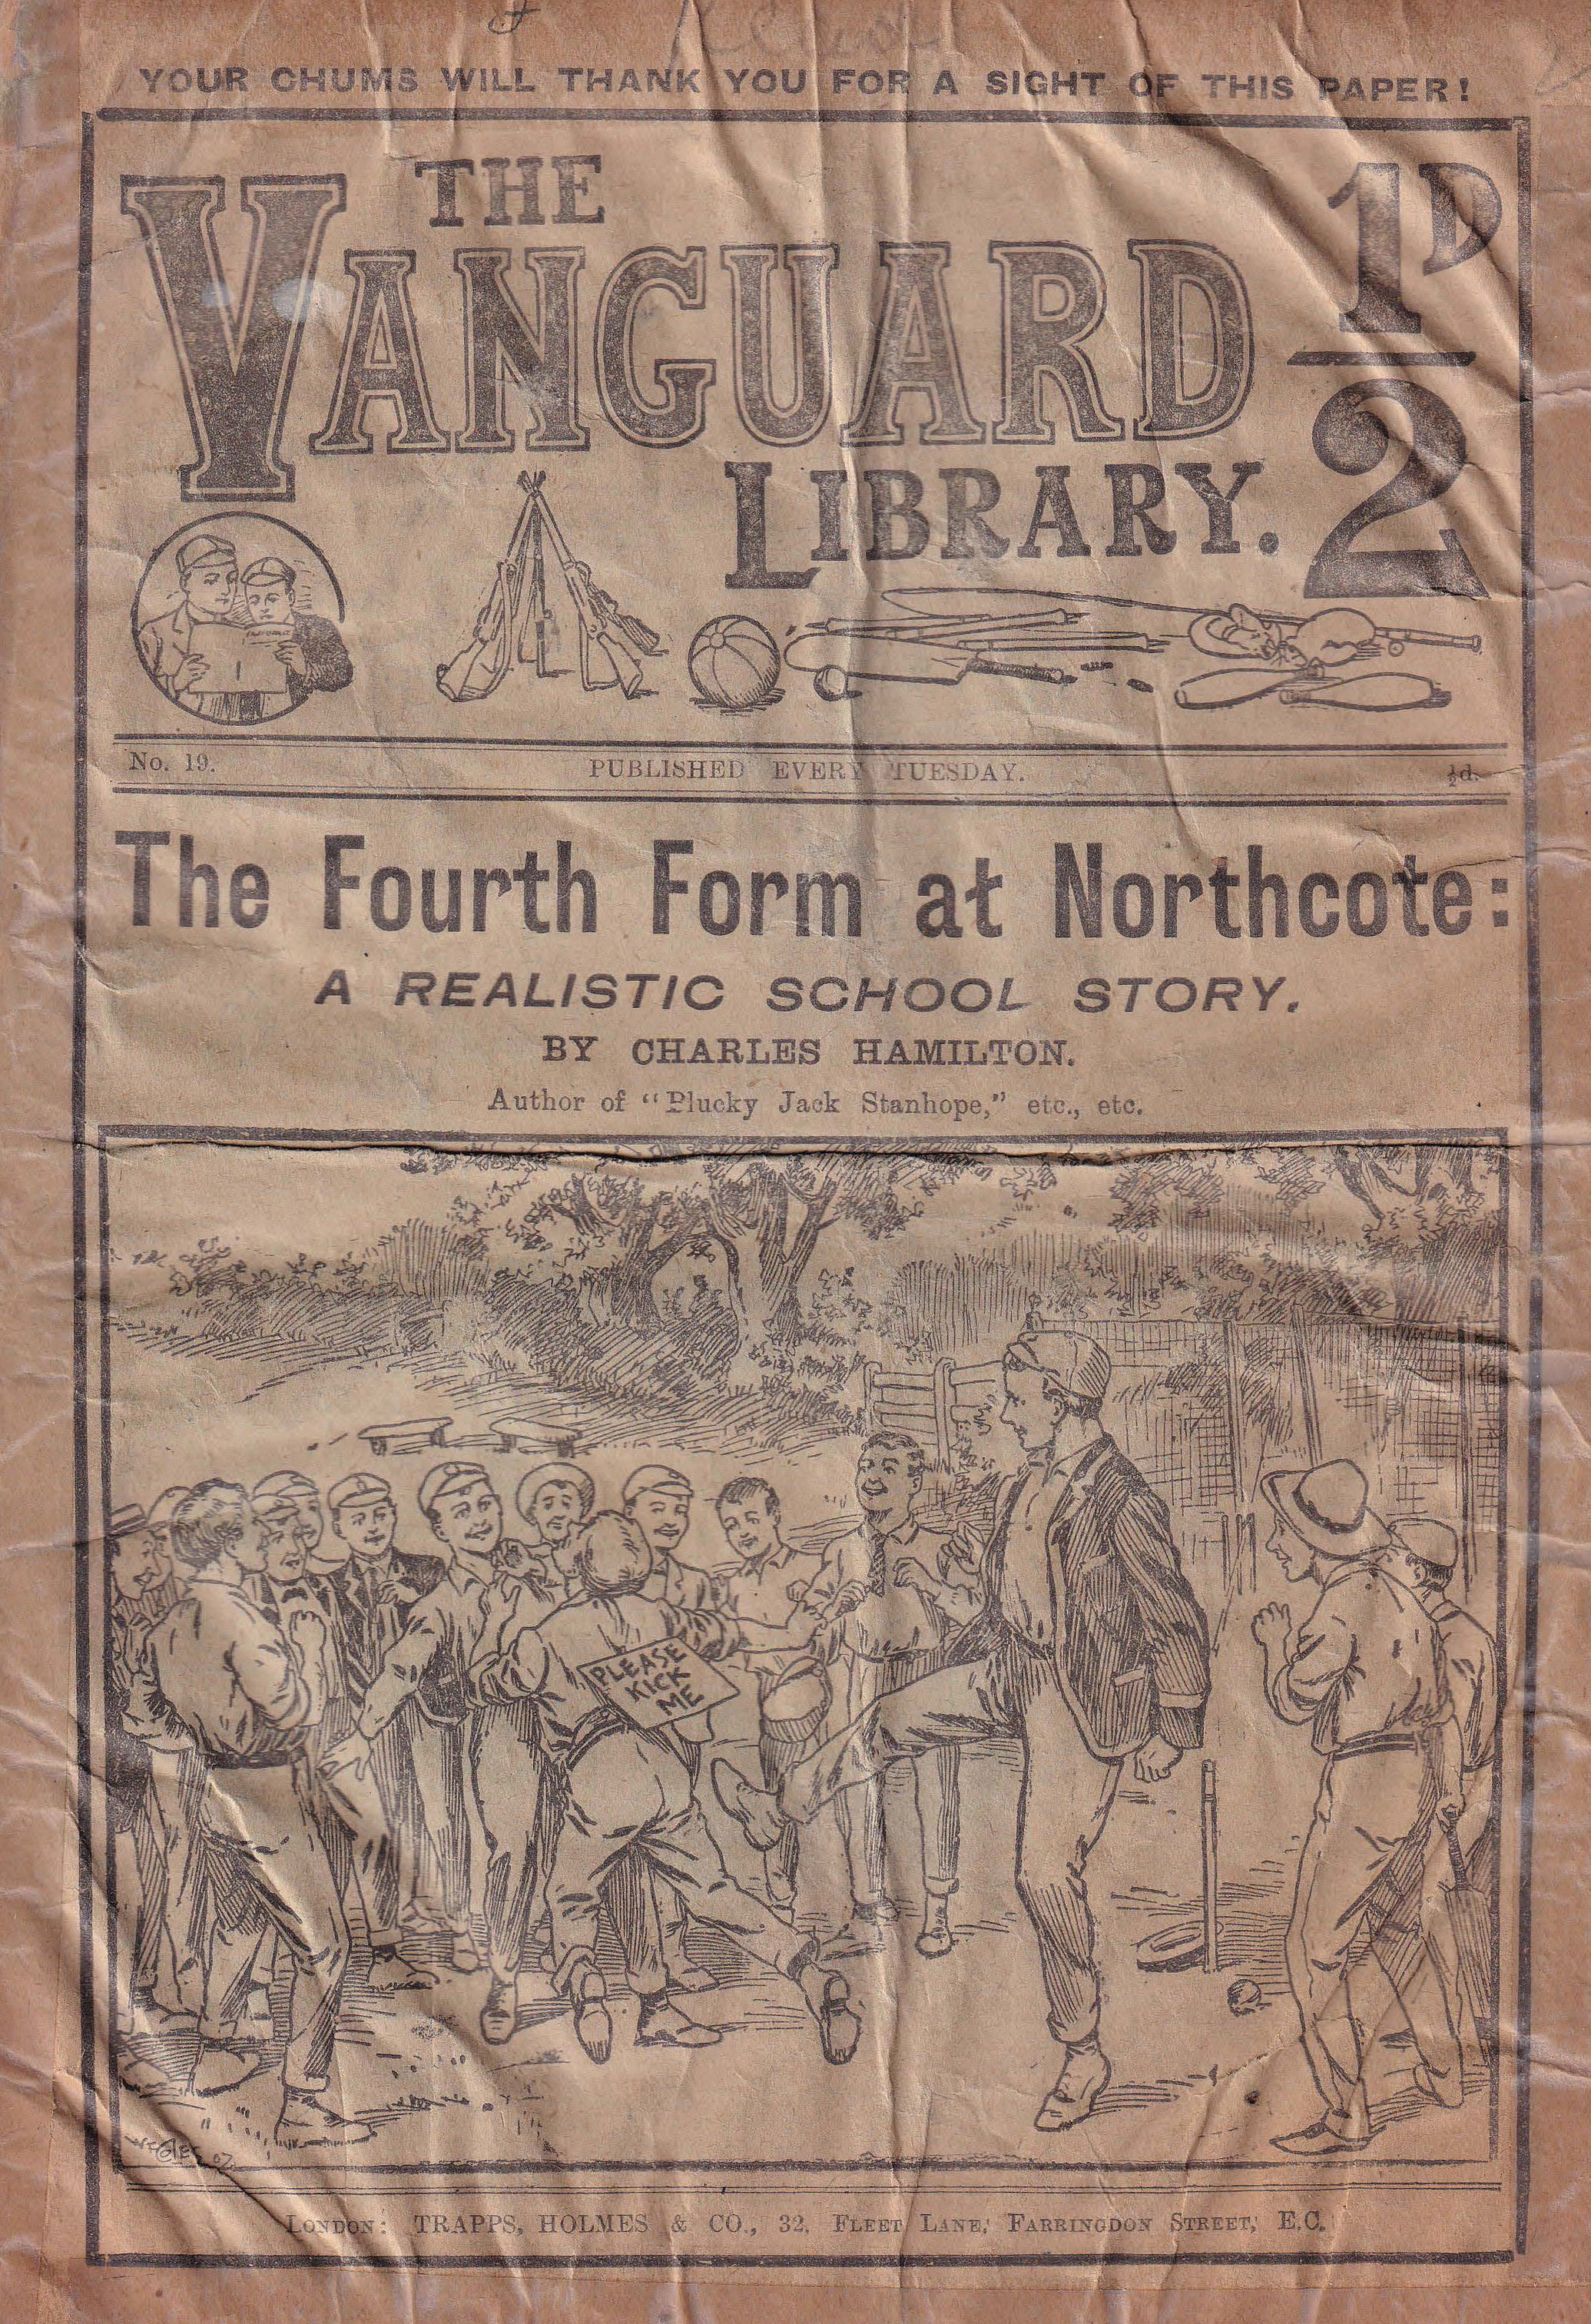 YOUR CHUMS WILL THANK YOU FOR A SIGHT OF THIS PAPER!
THE
VANGUARD
LIBRARY.
1D
2
No. 19. PUBLISHED EVERY TUESDAY. ½d.
The Fourth Form at Northcote:
A REALISTIC SCHOOL STORY.
BY CHARLES HAMILTON.
Author of "Plucky Jack Stanhope," etc., etc.
PLEASE
KICK
ME
LONDON: TRAPPS, HOLMES & CO., 32, FLEET LANE, FARRINGDON STREET, E.C.